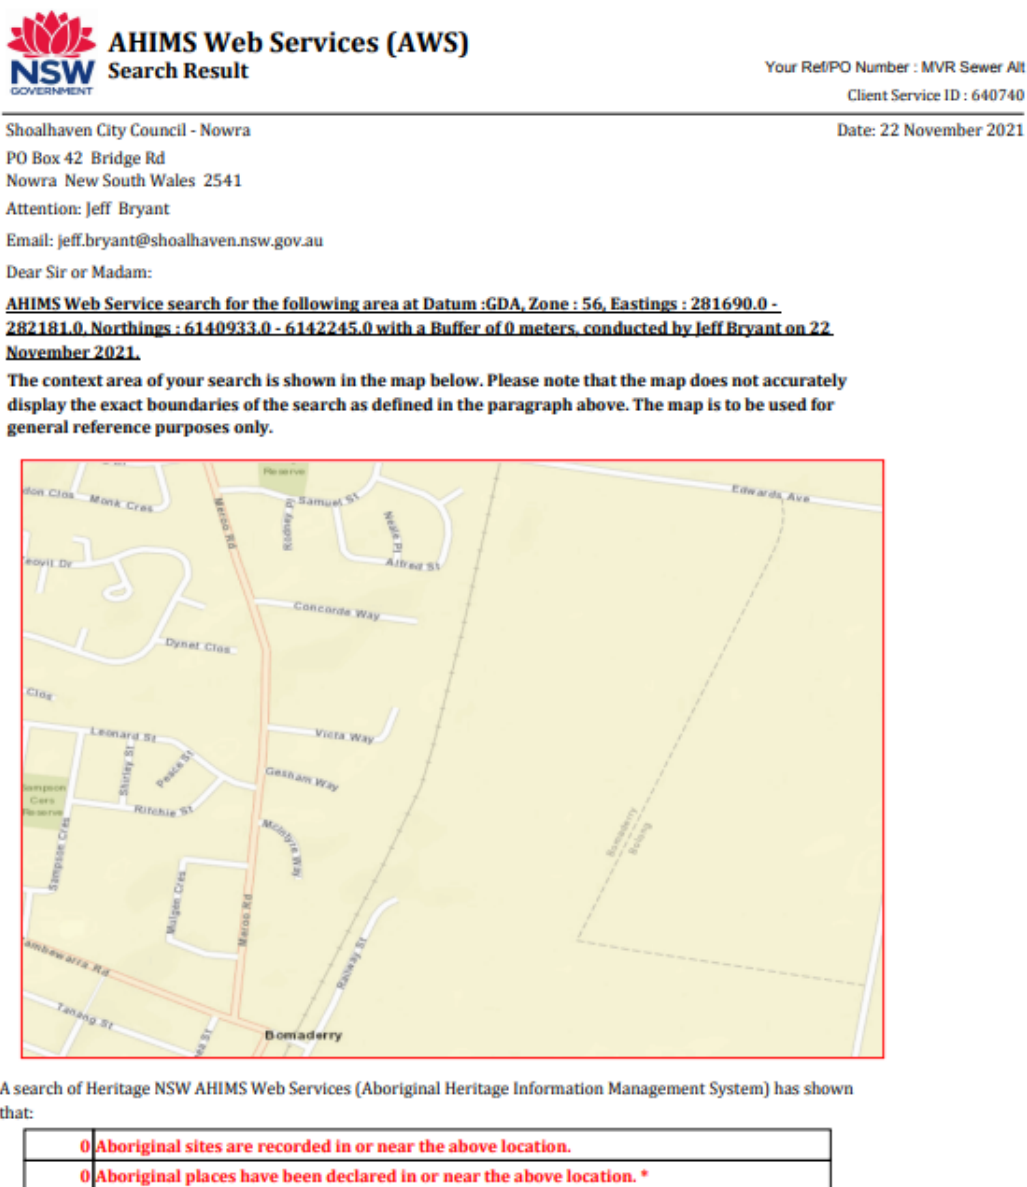 AHIMS Web Services (AWS)
Search Result
NSW
GOVERNMENT
Your Ref/PO Number : MVR Sewer Alt
Client Service ID : 640740
Shoalhaven City Council - Nowra
Date: 22 November 2021
PO Box 42 Bridge Rd
Nowra New South Wales 2541
Attention: Jeff Bryant
Email: jeff.bryant@shoalhaven.nsw.gov.au
Dear Sir or Madam:
AHIMS Web Service search for the following area at Datum :GDA, Zone : 56, Eastings : 281690.0 -
282181.0, Northings : 6140933.0 - 6142245.0 with a Buffer of 0 meters, conducted by Jeff Bryant on 22
November 2021.
The context area of your search is shown in the map below. Please note that the map does not accurately
display the exact boundaries of the search as defined in the paragraph above. The map is to be used for
general reference purposes only.
Reserve
Edwards Ave
Clos
Monk Cres
Samuel St
Rodney Pl
Meroo Rd
Neale Pl
Alfred St
Dr
Concorde Way
Dynet Clos
Clos
Leonard St
Victa Way
Shirley St
Peace St
Gesham Way
Cers
Reserve
Ritchie St
McIntyre Way
Sampson Cres
Bomaderry
Bolong
Mulgen Cres
Meroo Rd
Railway St
Rd
Tanang St
St
Bomaderry
A search of Heritage NSW AHIMS Web Services (Aboriginal Heritage Information Management System) has shown
that:
0 Aboriginal sites are recorded in or near the above location.
0 Aboriginal places have been declared in or near the above location. *